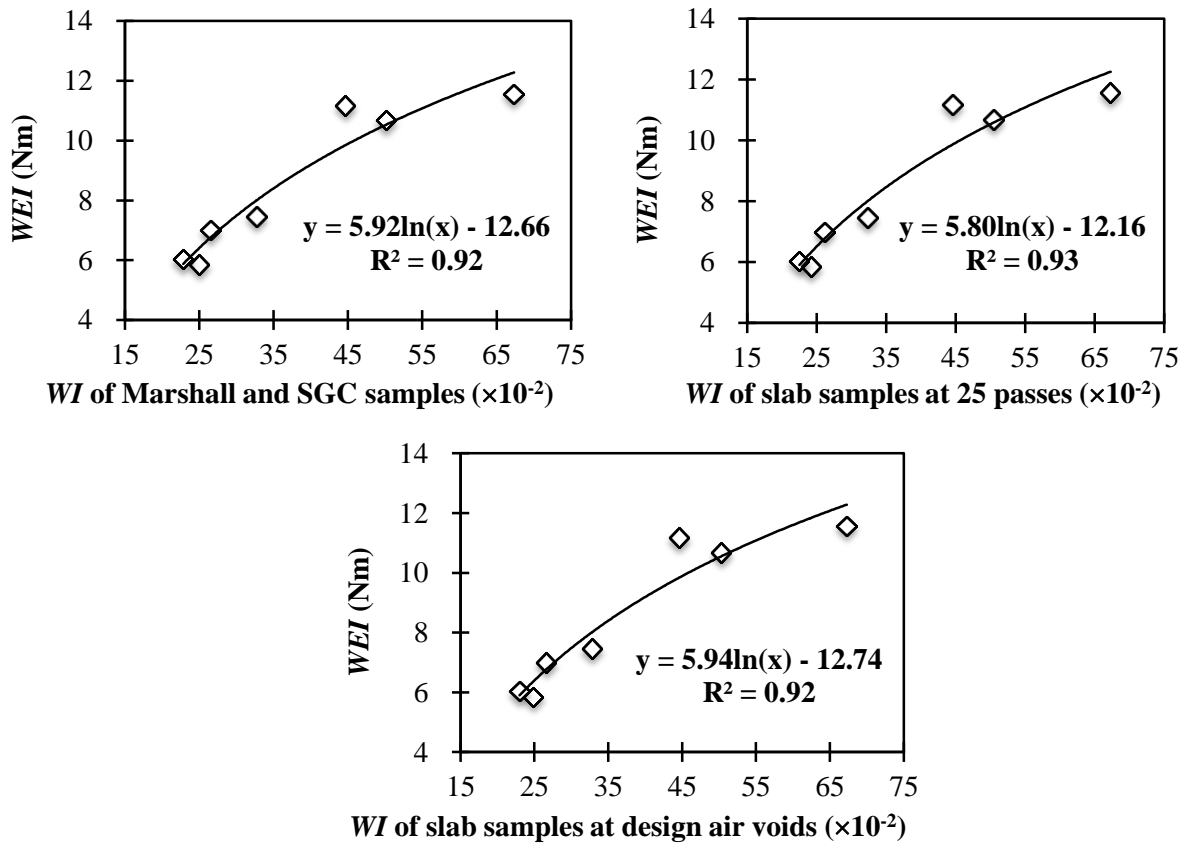 14
12
10
8
6
4
WEI (Nm)
y = 5.92ln(x) - 12.66
R² = 0.92
15 25 35 45 55 65 75
WI of Marshall and SGC samples (×10⁻²)
14
12
10
8
6
4
WEI (Nm)
y = 5.80ln(x) - 12.16
R² = 0.93
15 25 35 45 55 65 75
WI of slab samples at 25 passes (×10⁻²)
14
12
10
8
6
4
WEI (Nm)
y = 5.94ln(x) - 12.74
R² = 0.92
15 25 35 45 55 65 75
WI of slab samples at design air voids (×10⁻²)